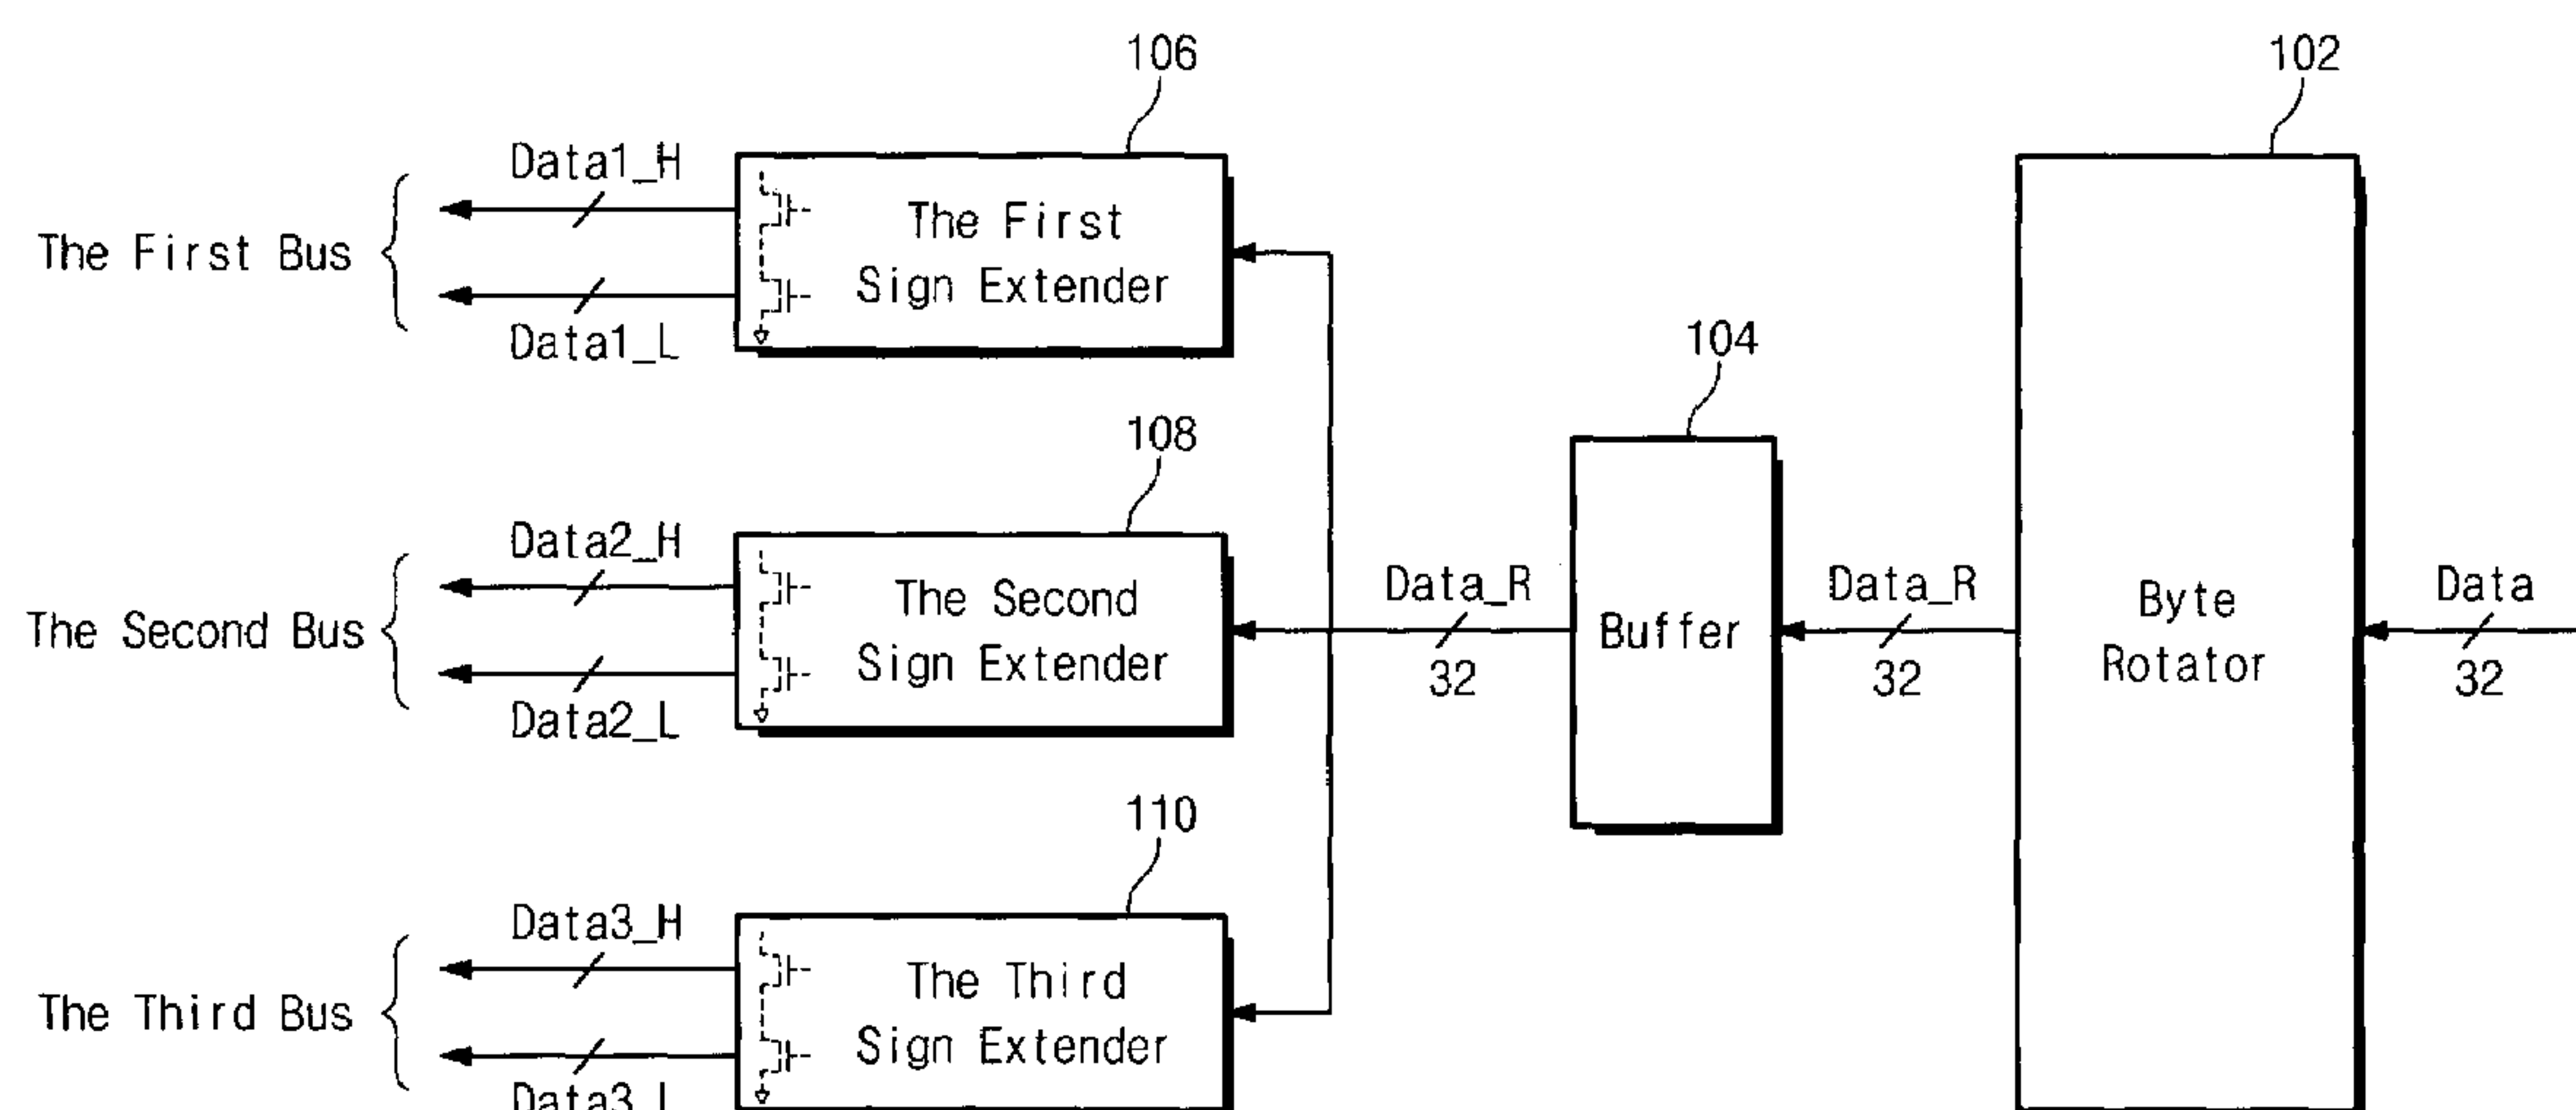 106
102
Data1_H
The First Bus
The First
Sign Extender
Data1_L
104
108
Data2_H
The Second Bus
The Second
Sign Extender
Data2_L
Data_R
32
Buffer
Data_R
32
Byte
Rotator
Data
32
110
Data3_H
The Third Bus
The Third
Sign Extender
Data3_L